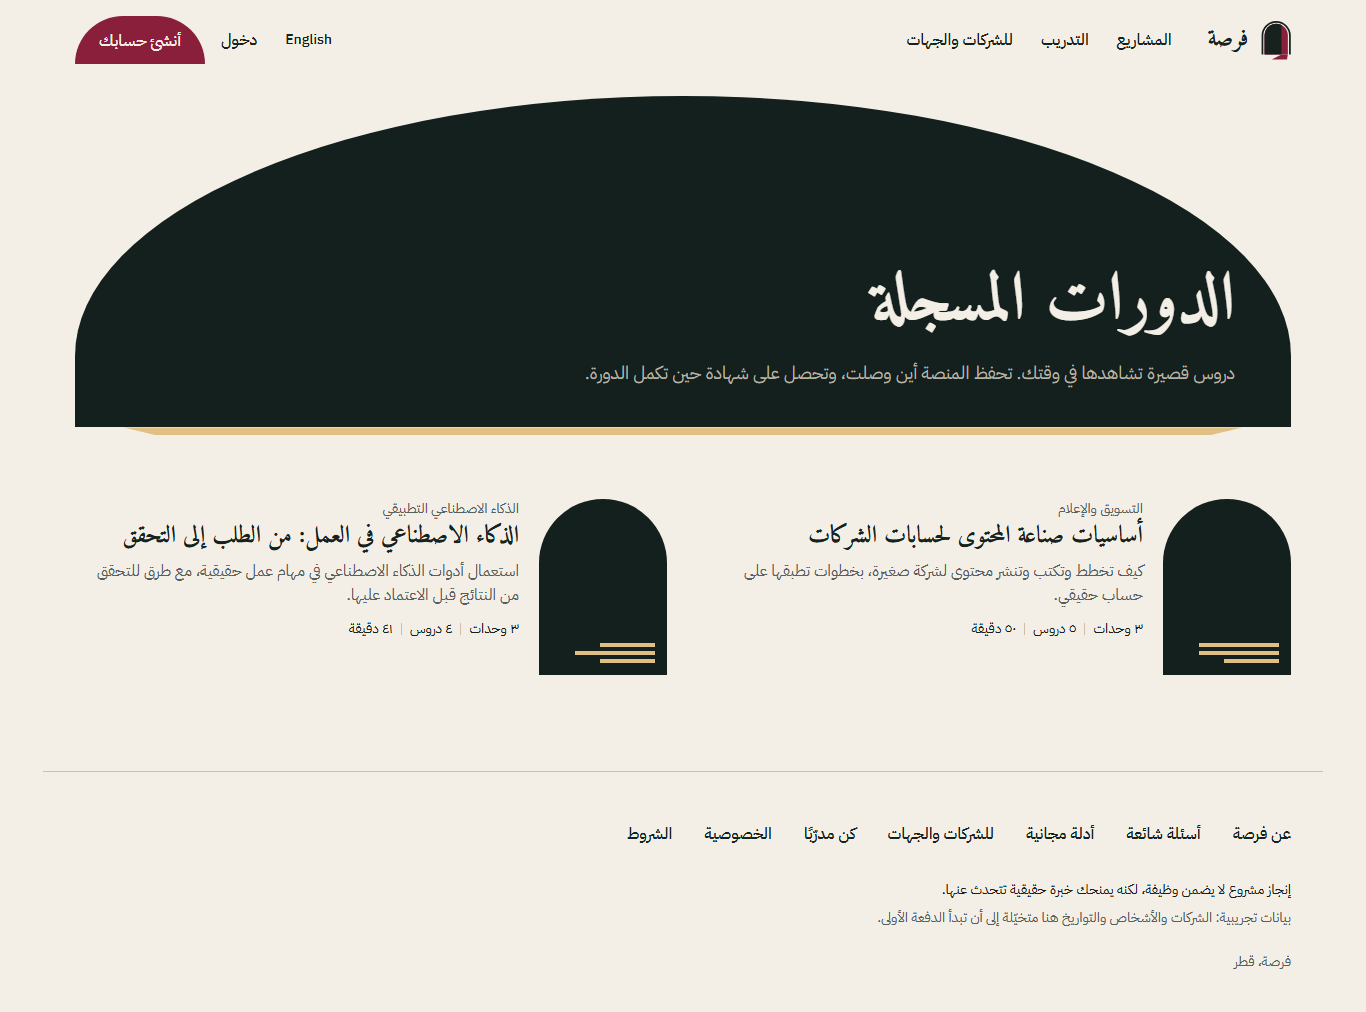 فرصة
المشاريع
التدريب
للشركات والجهات
English
دخول
أنشئ حسابك
الدورات المسجلة
دروس قصيرة تشاهدها في وقتك. تحفظ المنصة أين وصلت، وتحصل على شهادة حين تكمل الدورة.
التسويق والإعلام
أساسيات صناعة المحتوى لحسابات الشركات
كيف تخطط وتكتب وتنشر محتوى لشركة صغيرة، بخطوات تطبقها على
حساب حقيقي.
٣ وحدات | ٥ دروس | ٥٠ دقيقة
الذكاء الاصطناعي التطبيقي
الذكاء الاصطناعي في العمل: من الطلب إلى التحقق
استعمال أدوات الذكاء الاصطناعي في مهام عمل حقيقية، مع طرق للتحقق
من النتائج قبل الاعتماد عليها.
٣ وحدات | ٤ دروس | ٤١ دقيقة
عن فرصة
أسئلة شائعة
أدلة مجانية
للشركات والجهات
كن مدرّبًا
الخصوصية
الشروط
إنجاز مشروع لا يضمن وظيفة، لكنه يمنحك خبرة حقيقية تتحدث عنها.
بيانات تجريبية: الشركات والأشخاص والتواريخ هنا متخيّلة إلى أن تبدأ الدفعة الأولى.
فرصة، قطر